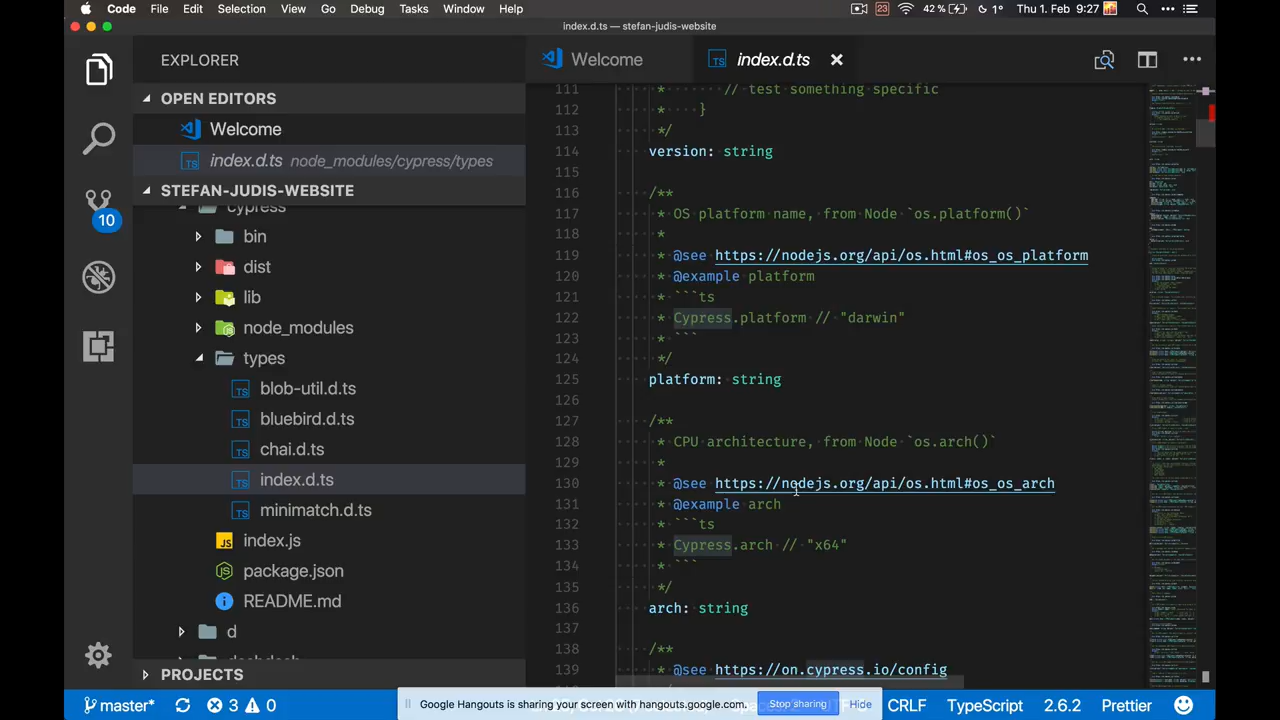 Code File Edit Selection View Go Debug Tasks Window Help 23 42% 1° Thu 1. Feb 9:27
index.d.ts — stefan-judis-website
EXPLORER
OPEN EDITORS
Welcome
index.d.ts node_modules/cypress/types
STEFAN-JUDIS-WEBSITE
cypress
bin
dist
lib
node_modules
types
blob-util.d.ts
bluebird.d.ts
chai.d.ts
index.d.ts
minimatch.d.ts
index.js
package.json
README.md
d
PROJECTS
10
Welcome
index.d.ts
111 * // test something specific
112 * }
113 */
114 version: string
115
116 /**
117 * OS platform name, from Node `os.platform()`
118 *
119 * @see https://nodejs.org/api/os.html#os_os_platform
120 * @example platform
121 * ```ts
122 * Cypress.platform // "darwin"
123 * ```
124 */
125 platform: string
126
127 /**
128 * CPU architecture, from Node `os.arch()`
129 *
130 * @see https://nodejs.org/api/os.html#os_os_arch
131 * @example arch
132 * ```ts
133 * Cypress.arch // "x64"
134 * ```
135 */
136 arch: string
137
138 /**
139 * @see https://on.cypress.io/config
master* 3 0
Google Hangouts is sharing your screen with hangouts.google.com. Stop sharing Hide
CRLF TypeScript 2.6.2 Prettier